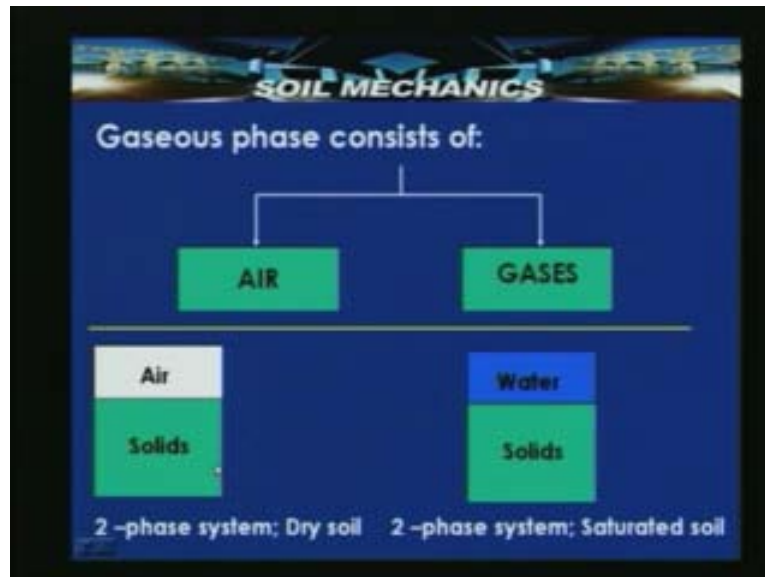 SOIL MECHANICS
Gaseous phase consists of:
AIR
GASES
Air
Solids
Water
Solids
2 -phase system; Dry soil
2 -phase system; Saturated soil